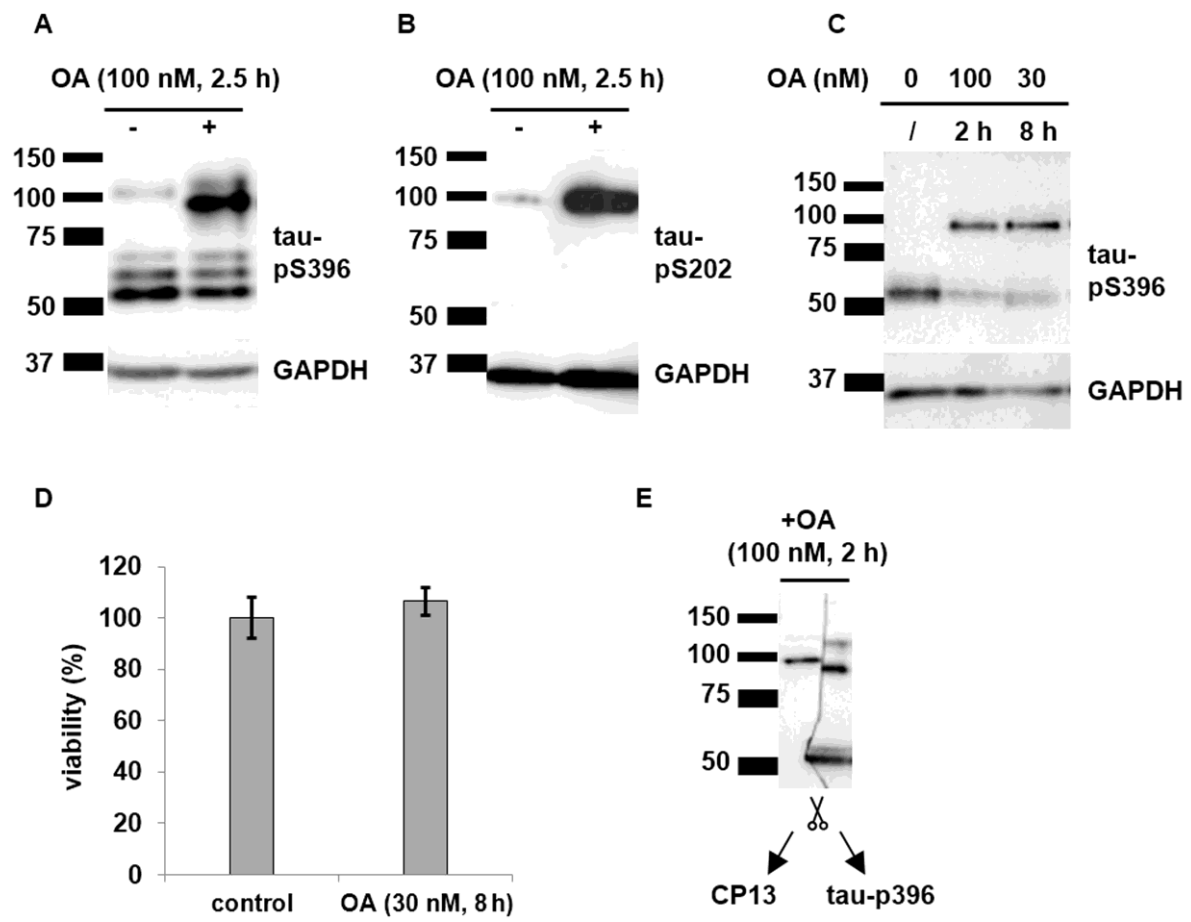 A
OA (100 nM, 2.5 h)
- +
150
100
75
50
37
tau-
pS396
GAPDH
B
OA (100 nM, 2.5 h)
- +
150
100
75
50
37
tau-
pS202
GAPDH
C
OA (nM) 0 100 30
/ 2 h 8 h
150
100
75
50
37
tau-
pS396
GAPDH
D
viability (%)
120
100
80
60
40
20
0
control OA (30 nM, 8 h)
E
+OA
(100 nM, 2 h)
150
100
75
50
CP13 tau-p396